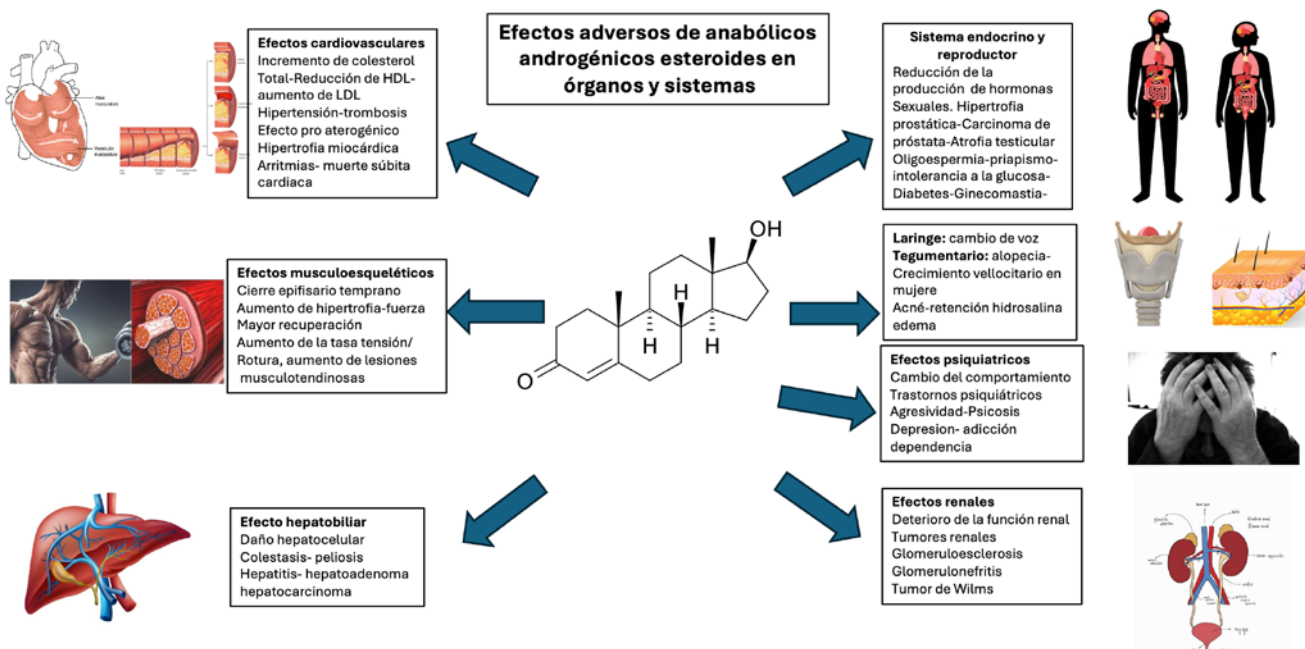 Efectos adversos de anabólicos
androgénicos esteroides en
órganos y sistemas
Efectos cardiovasculares
Incremento de colesterol
Total-Reducción de HDL-
aumento de LDL
Hipertensión-trombosis
Efecto pro aterogénico
Hipertrofia miocárdica
Arritmias- muerte súbita
cardiaca
Sistema endocrino y
reproductor
Reducción de la
producción de hormonas
Sexuales. Hipertrofia
prostática-Carcinoma de
próstata-Atrofia testicular
Oligoespermia-priapismo-
intolerancia a la glucosa-
Diabetes-Ginecomastia-
Efectos musculoesqueléticos
Cierre epifisario temprano
Aumento de hipertrofia-fuerza
Mayor recuperación
Aumento de la tasa tensión/
Rotura, aumento de lesiones
musculotendinosas
OH
H
H
H
O
Laringe: cambio de voz
Tegumentario: alopecia-
Crecimiento vellocitario en
mujere
Acné-retención hidrosalina
edema
Efectos psiquiatricos
Cambio del comportamiento
Trastornos psiquiátricos
Agresividad-Psicosis
Depresion- adicción
dependencia
Efecto hepatobiliar
Daño hepatocelular
Colestasis- peliosis
Hepatitis- hepatoadenoma
hepatocarcinoma
Efectos renales
Deterioro de la función renal
Tumores renales
Glomeruloesclerosis
Glomerulonefritis
Tumor de Wilms